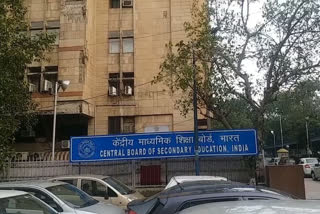 केन्द्रीय माध्यमिक शिक्षा बोर्ड, भारत
CENTRAL BOARD OF SECONDARY EDUCATION, INDIA